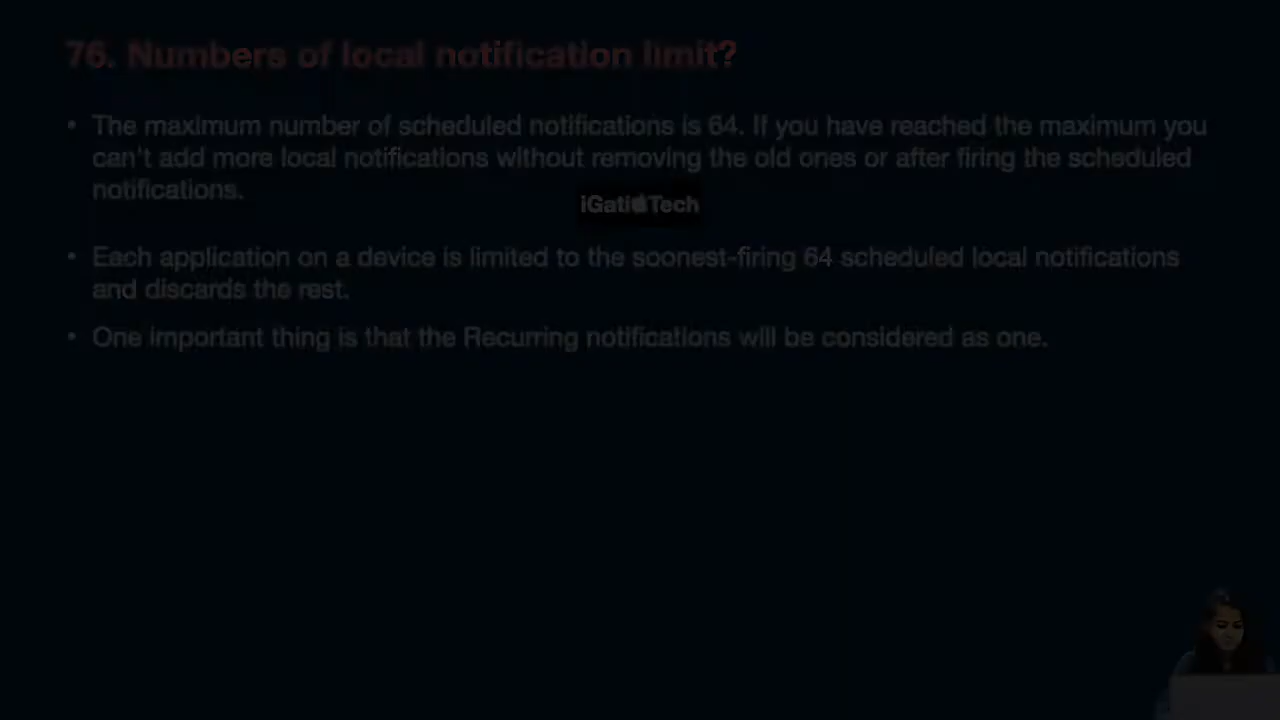 76. Numbers of local notification limit?
• The maximum number of scheduled notifications is 64. If you have reached the maximum you
can't add more local notifications without removing the old ones or after firing the scheduled
notifications.
iGatiTech
• Each application on a device is limited to the soonest-firing 64 scheduled local notifications
and discards the rest.
• One important thing is that the Recurring notifications will be considered as one.